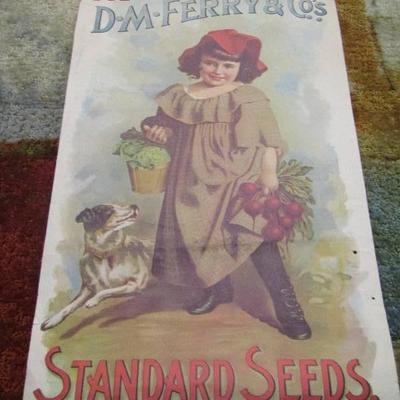 D.M. FERRY & CO'S
STANDARD SEEDS.